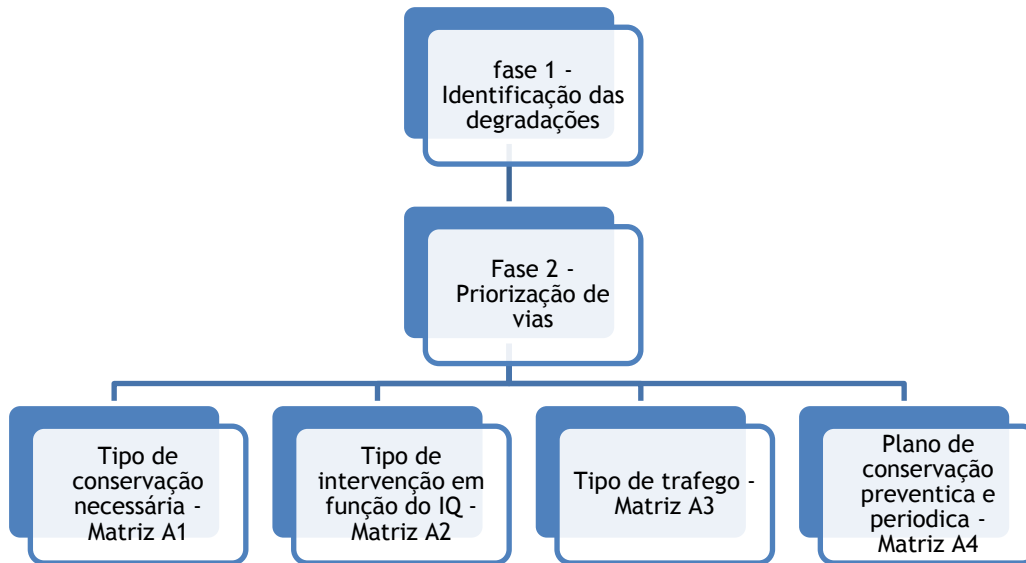 fase 1 -
Identificação das
degradações
Fase 2 -
Priorização de
vias
Tipo de
conservação
necessária -
Matriz A1
Tipo de
intervenção em
função do IQ -
Matriz A2
Tipo de trafego -
Matriz A3
Plano de
conservação
preventica e
periodica -
Matriz A4